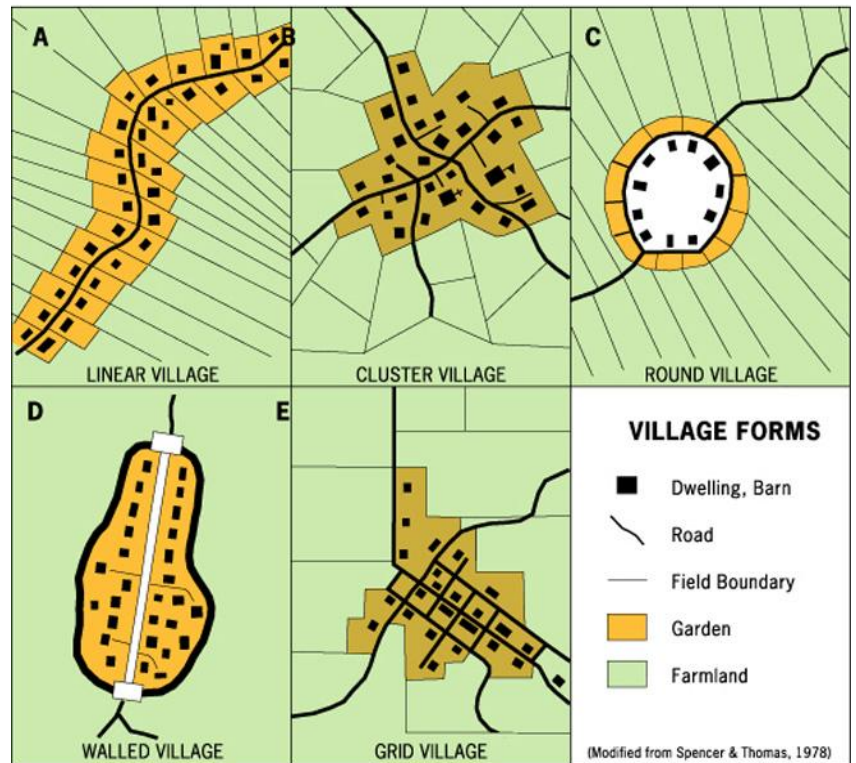 A
B
C
LINEAR VILLAGE
CLUSTER VILLAGE
ROUND VILLAGE
D
E
WALLED VILLAGE
GRID VILLAGE
VILLAGE FORMS
Dwelling, Barn
Road
Field Boundary
Garden
Farmland
(Modified from Spencer & Thomas, 1978)